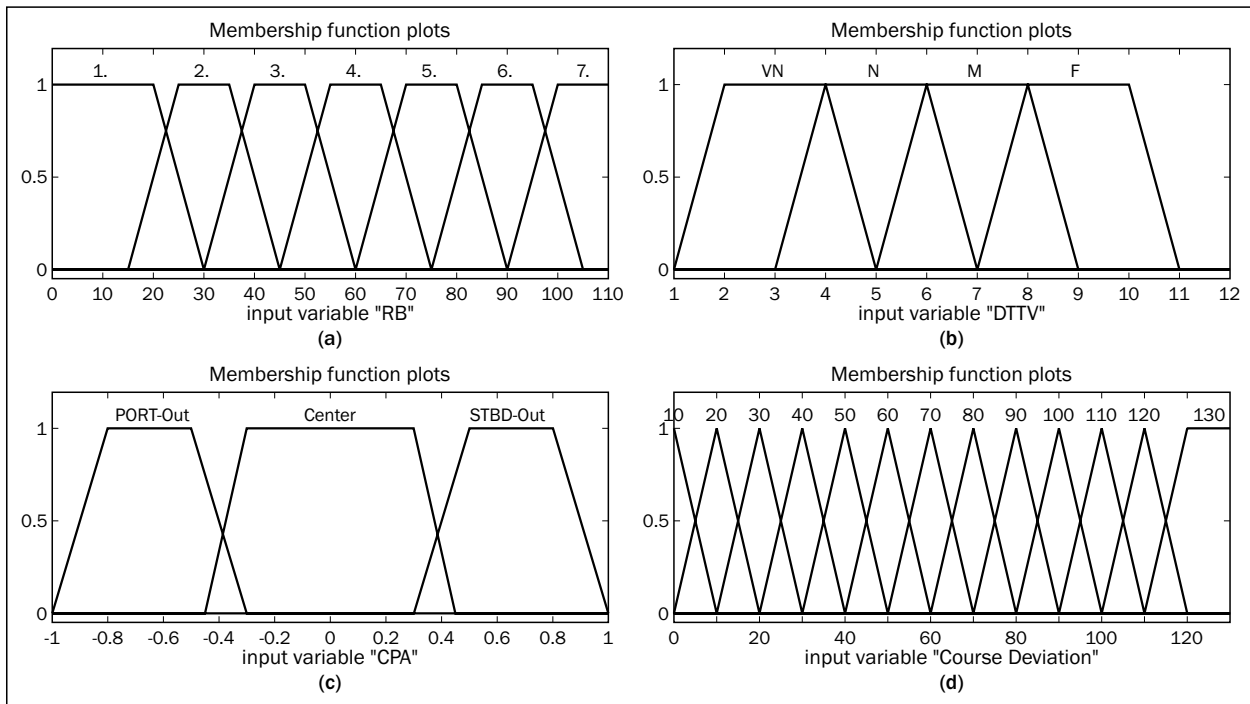 Membership function plots
1. 2. 3. 4. 5. 6. 7.
1
0.5
0
0 10 20 30 40 50 60 70 80 90 100 110
input variable "RB"
(a)
Membership function plots
VN N M F
1
0.5
0
1 2 3 4 5 6 7 8 9 10 11 12
input variable "DTTV"
(b)
Membership function plots
PORT-Out Center STBD-Out
1
0.5
0
-1 -0.8 -0.6 -0.4 -0.2 0 0.2 0.4 0.6 0.8 1
input variable "CPA"
(c)
Membership function plots
10 20 30 40 50 60 70 80 90 100 110 120 130
1
0.5
0
0 20 40 60 80 100 120
input variable "Course Deviation"
(d)